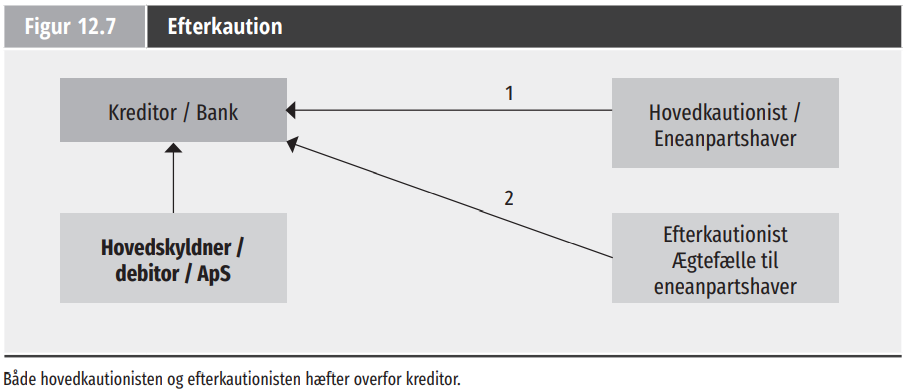 Figur 12.7
Efterkaution
Kreditor / Bank
1
Hovedkautionist /
Eneanpartshaver
2
Hovedskyldner /
debitor / ApS
Efterkautionist
Ægtefælle til
eneanpartshaver
Både hovedkautionisten og efterkautionisten hæfter overfor kreditor.